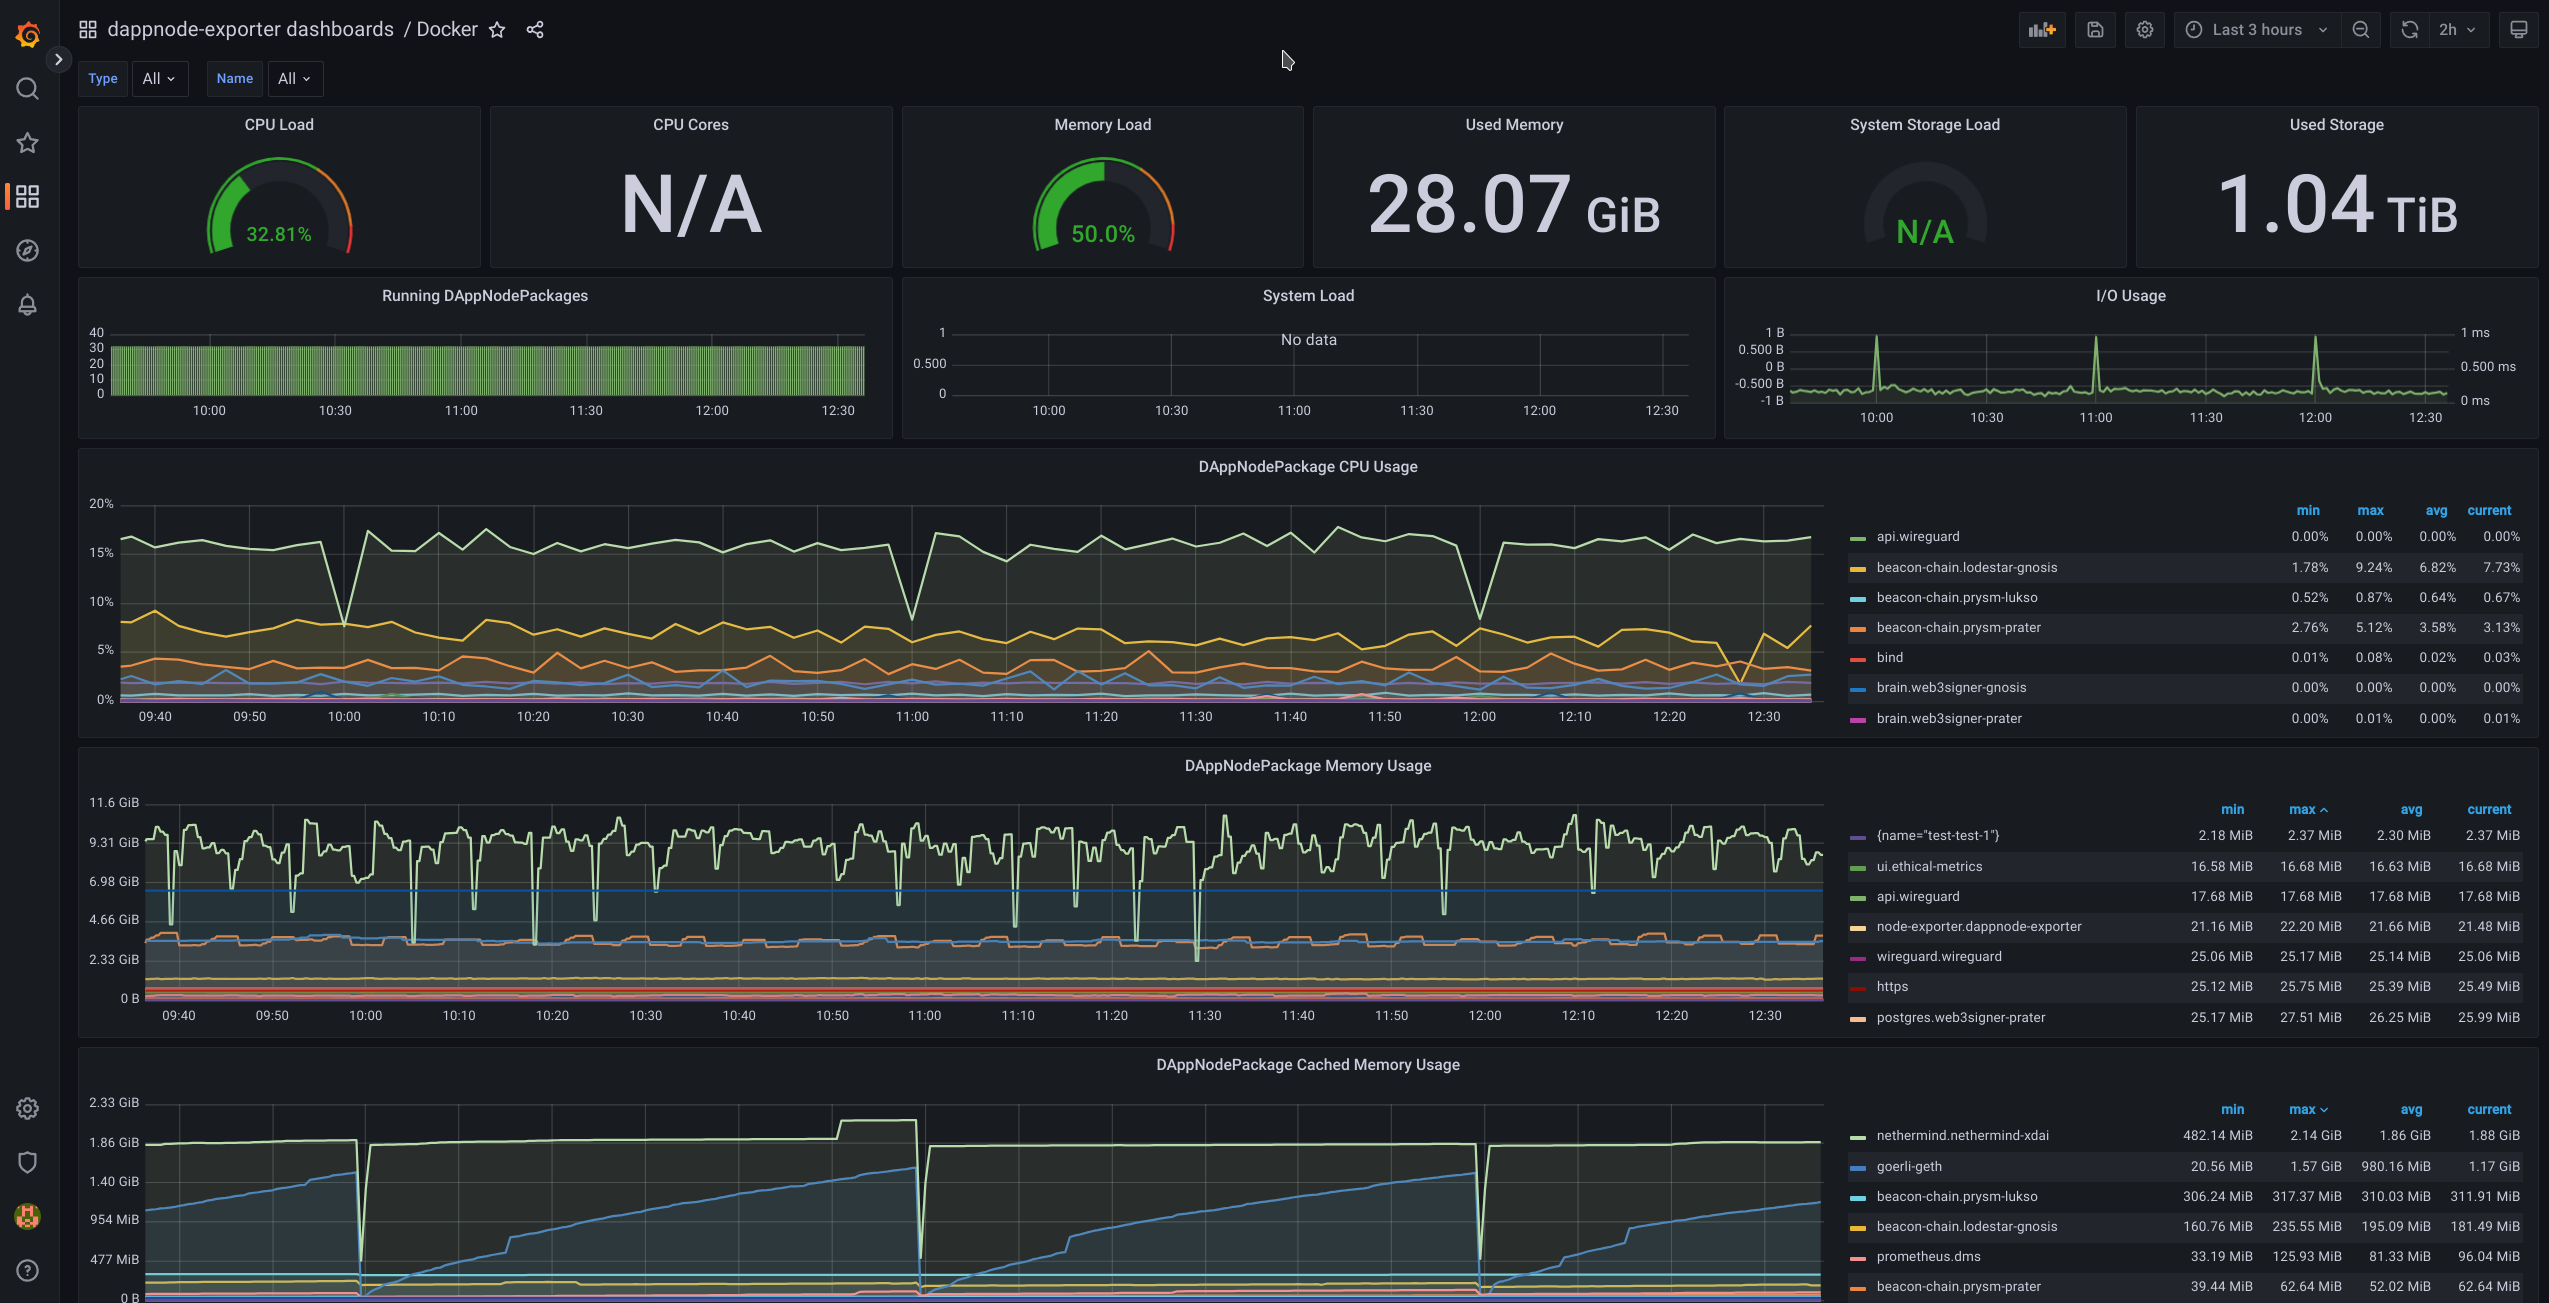 dappnode-exporter dashboards / Docker
Last 3 hours
2h
Type All Name All
CPU Load
32.81%
CPU Cores
N/A
Memory Load
50.0%
Used Memory
28.07 GiB
System Storage Load
N/A
Used Storage
1.04 TiB
Running DAppNodePackages
40
30
20
10
0
10:00 10:30 11:00 11:30 12:00 12:30
System Load
No data
1
0.500
0
10:00 10:30 11:00 11:30 12:00 12:30
I/O Usage
1 B
0.500 B
0 B
-0.500 B
-1 B
1 ms
0.500 ms
0 ms
10:00 10:30 11:00 11:30 12:00 12:30
DAppNodePackage CPU Usage
20%
15%
10%
5%
0%
09:40 09:50 10:00 10:10 10:20 10:30 10:40 10:50 11:00 11:10 11:20 11:30 11:40 11:50 12:00 12:10 12:20 12:30
min max avg current
api.wireguard 0.00% 0.00% 0.00% 0.00%
beacon-chain.lodestar-gnosis 1.78% 9.24% 6.82% 7.73%
beacon-chain.prysm-lukso 0.52% 0.87% 0.64% 0.67%
beacon-chain.prysm-prater 2.76% 5.12% 3.58% 3.13%
bind 0.01% 0.08% 0.02% 0.03%
brain.web3signer-gnosis 0.00% 0.00% 0.00% 0.00%
brain.web3signer-prater 0.00% 0.01% 0.00% 0.01%
DAppNodePackage Memory Usage
11.6 GiB
9.31 GiB
6.98 GiB
4.66 GiB
2.33 GiB
0 B
09:40 09:50 10:00 10:10 10:20 10:30 10:40 10:50 11:00 11:10 11:20 11:30 11:40 11:50 12:00 12:10 12:20 12:30
min max avg current
{name="test-test-1"} 2.18 MiB 2.37 MiB 2.30 MiB 2.37 MiB
ui.ethical-metrics 16.58 MiB 16.68 MiB 16.63 MiB 16.68 MiB
api.wireguard 17.68 MiB 17.68 MiB 17.68 MiB 17.68 MiB
node-exporter.dappnode-exporter 21.16 MiB 22.20 MiB 21.66 MiB 21.48 MiB
wireguard.wireguard 25.06 MiB 25.17 MiB 25.14 MiB 25.06 MiB
https 25.12 MiB 25.75 MiB 25.39 MiB 25.49 MiB
postgres.web3signer-prater 25.17 MiB 27.51 MiB 26.25 MiB 25.99 MiB
DAppNodePackage Cached Memory Usage
2.33 GiB
1.86 GiB
1.40 GiB
954 MiB
477 MiB
0 B
min max avg current
nethermind.nethermind-xdai 482.14 MiB 2.14 GiB 1.86 GiB 1.88 GiB
goerli-geth 20.56 MiB 1.57 GiB 980.16 MiB 1.17 GiB
beacon-chain.prysm-lukso 306.24 MiB 317.37 MiB 310.03 MiB 311.91 MiB
beacon-chain.lodestar-gnosis 160.76 MiB 235.55 MiB 195.09 MiB 181.49 MiB
prometheus.dms 33.19 MiB 125.93 MiB 81.33 MiB 96.04 MiB
beacon-chain.prysm-prater 39.44 MiB 62.64 MiB 52.02 MiB 62.64 MiB